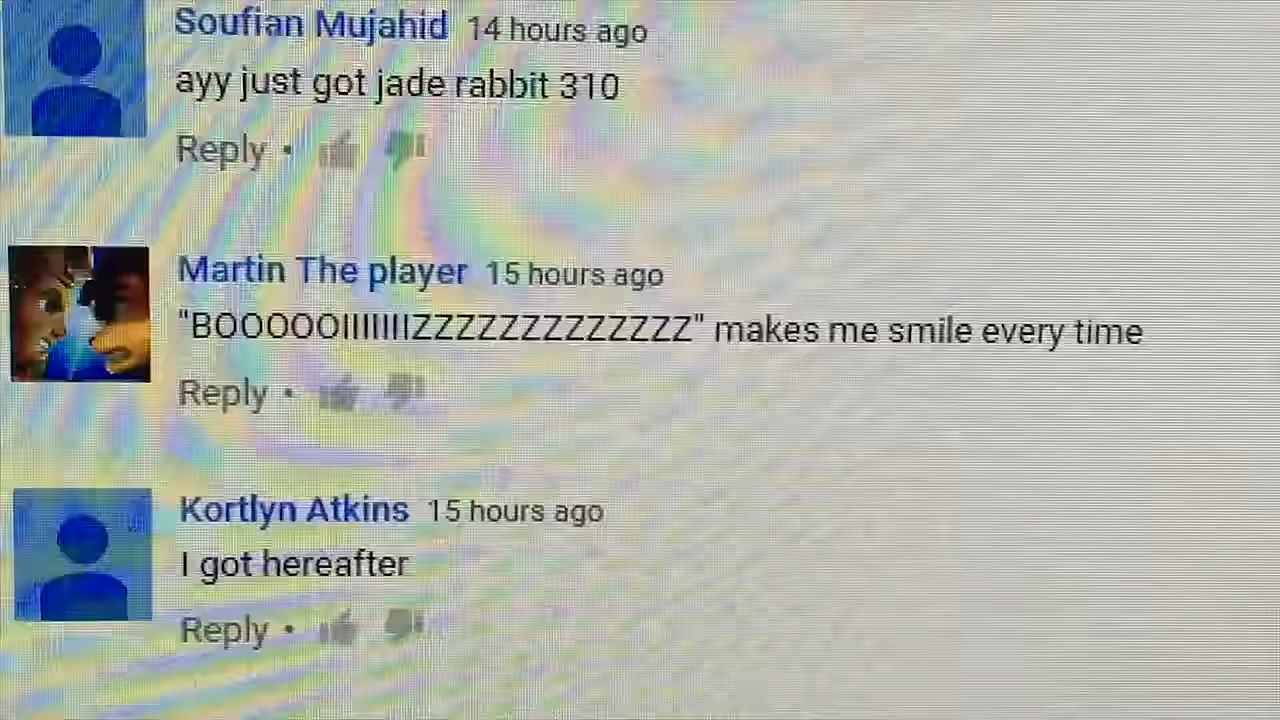 Soufian Mujahid 14 hours ago
ayy just got jade rabbit 310
Reply •
Martin The player 15 hours ago
"BOOOOOIIIIIIIZZZZZZZZZZZZZ" makes me smile every time
Reply •
Kortlyn Atkins 15 hours ago
I got hereafter
Reply •